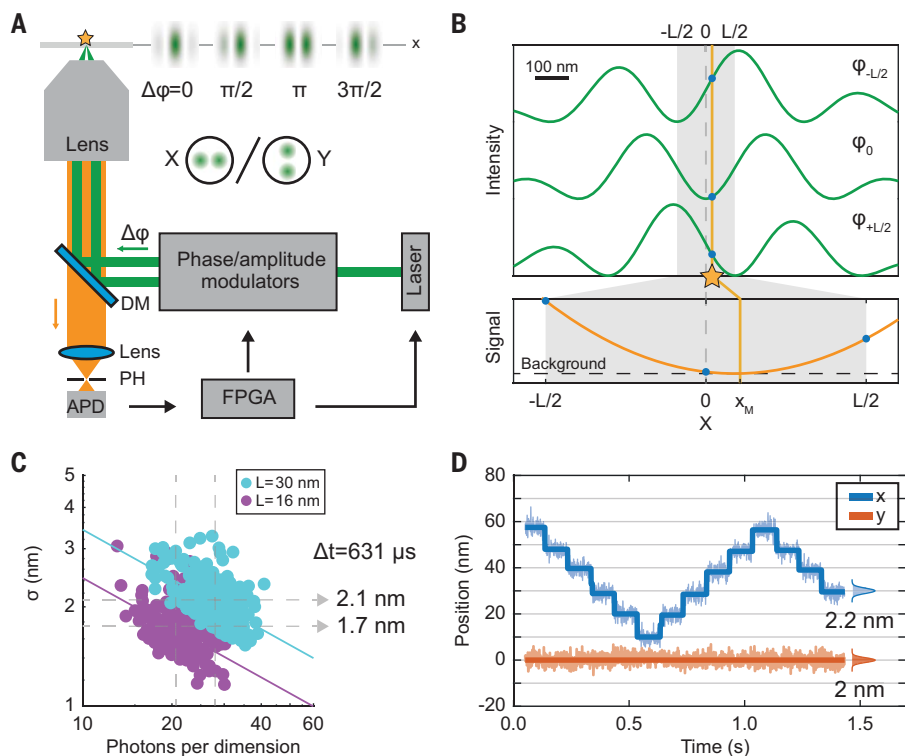 A
x
Δφ=0 π/2 π 3π/2
Lens
X Y
Δφ
Phase/amplitude
modulators
Laser
DM
Lens
PH
APD
FPGA
B
-L/2 0 L/2
100 nm
φ-L/2
φ0
φ+L/2
Intensity
Signal
Background
-L/2 0 xM L/2
X
C
L= 30 nm
L= 16 nm
Δt=631 µs
2.1 nm
1.7 nm
σ (nm)
5
4
3
2
1
10 20 40 60
Photons per dimension
D
x
y
80
60
40
20
0
-20
Position (nm)
2.2 nm
2 nm
0.0 0.5 1.0 1.5
Time (s)